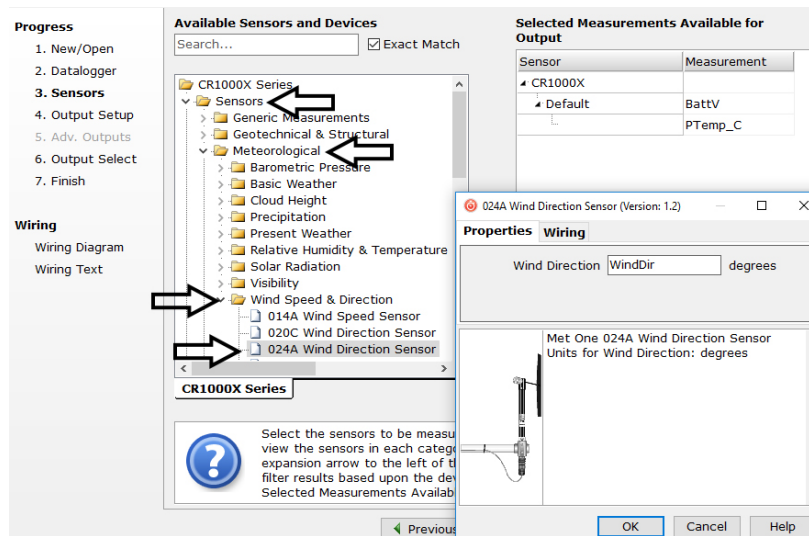 Progress
1. New/Open
2. Datalogger
3. Sensors
4. Output Setup
5. Adv. Outputs
6. Output Select
7. Finish
Wiring
Wiring Diagram
Wiring Text
Available Sensors and Devices
Search...
Exact Match
CR1000X Series
Sensors
Generic Measurements
Geotechnical & Structural
Meteorological
Barometric Pressure
Basic Weather
Cloud Height
Precipitation
Present Weather
Relative Humidity & Temperature
Solar Radiation
Visibility
Wind Speed & Direction
014A Wind Speed Sensor
020C Wind Direction Sensor
024A Wind Direction Sensor
CR1000X Series
Select the sensors to be
view the sensors in each
expansion arrow to the left of
filter results based upon the
Selected Measurements
Previous
Selected Measurements Available for
Output
Sensor Measurement
CR1000X
Default BattV
PTemp_C
024A Wind Direction Sensor (Version: 1.2)
Properties Wiring
Wind Direction WindDir degrees
Met One 024A Wind Direction Sensor
Units for Wind Direction: degrees
OK Cancel Help